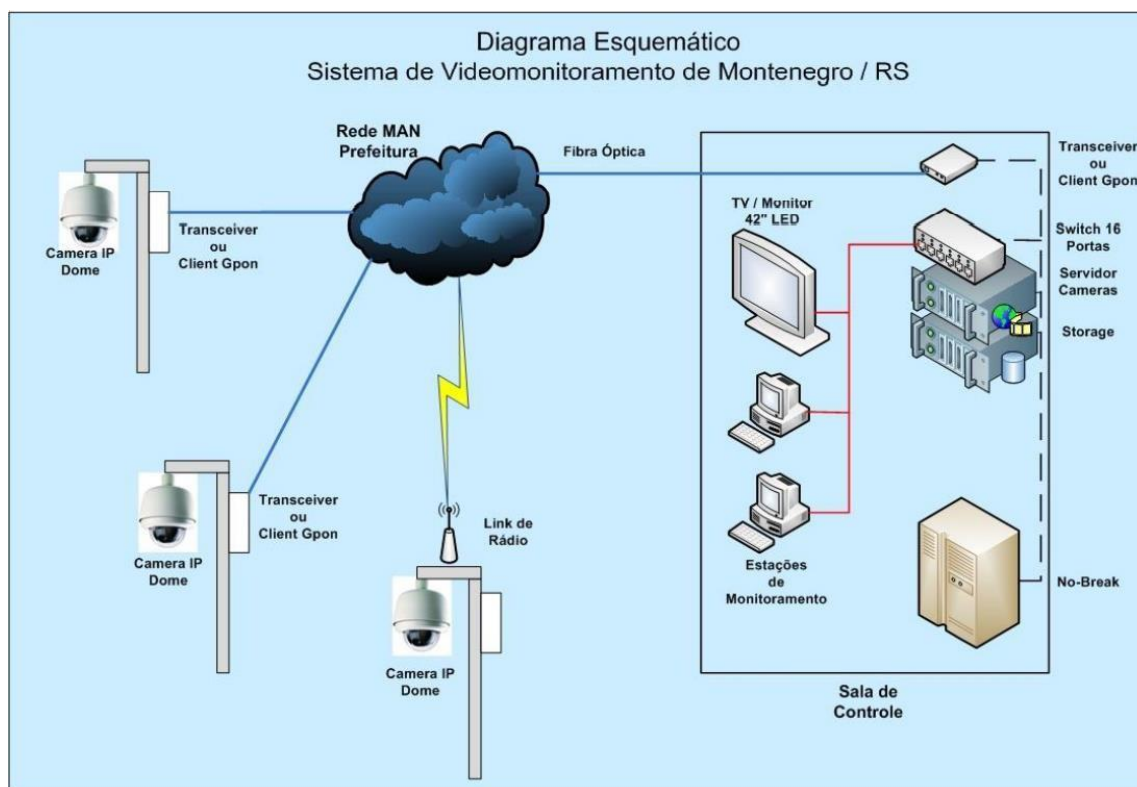 Diagrama Esquemático
Sistema de Videomonitoramento de Montenegro / RS
Rede MAN
Prefeitura
Fibra Óptica
Transceiver
ou
Client Gpon
Camera IP
Dome
Transceiver
ou
Client Gpon
TV / Monitor
42" LED
Switch 16
Portas
Servidor
Cameras
Storage
Transceiver
ou
Client Gpon
Camera IP
Dome
Link de
Rádio
Camera IP
Dome
Estações
de
Monitoramento
No-Break
Sala de
Controle